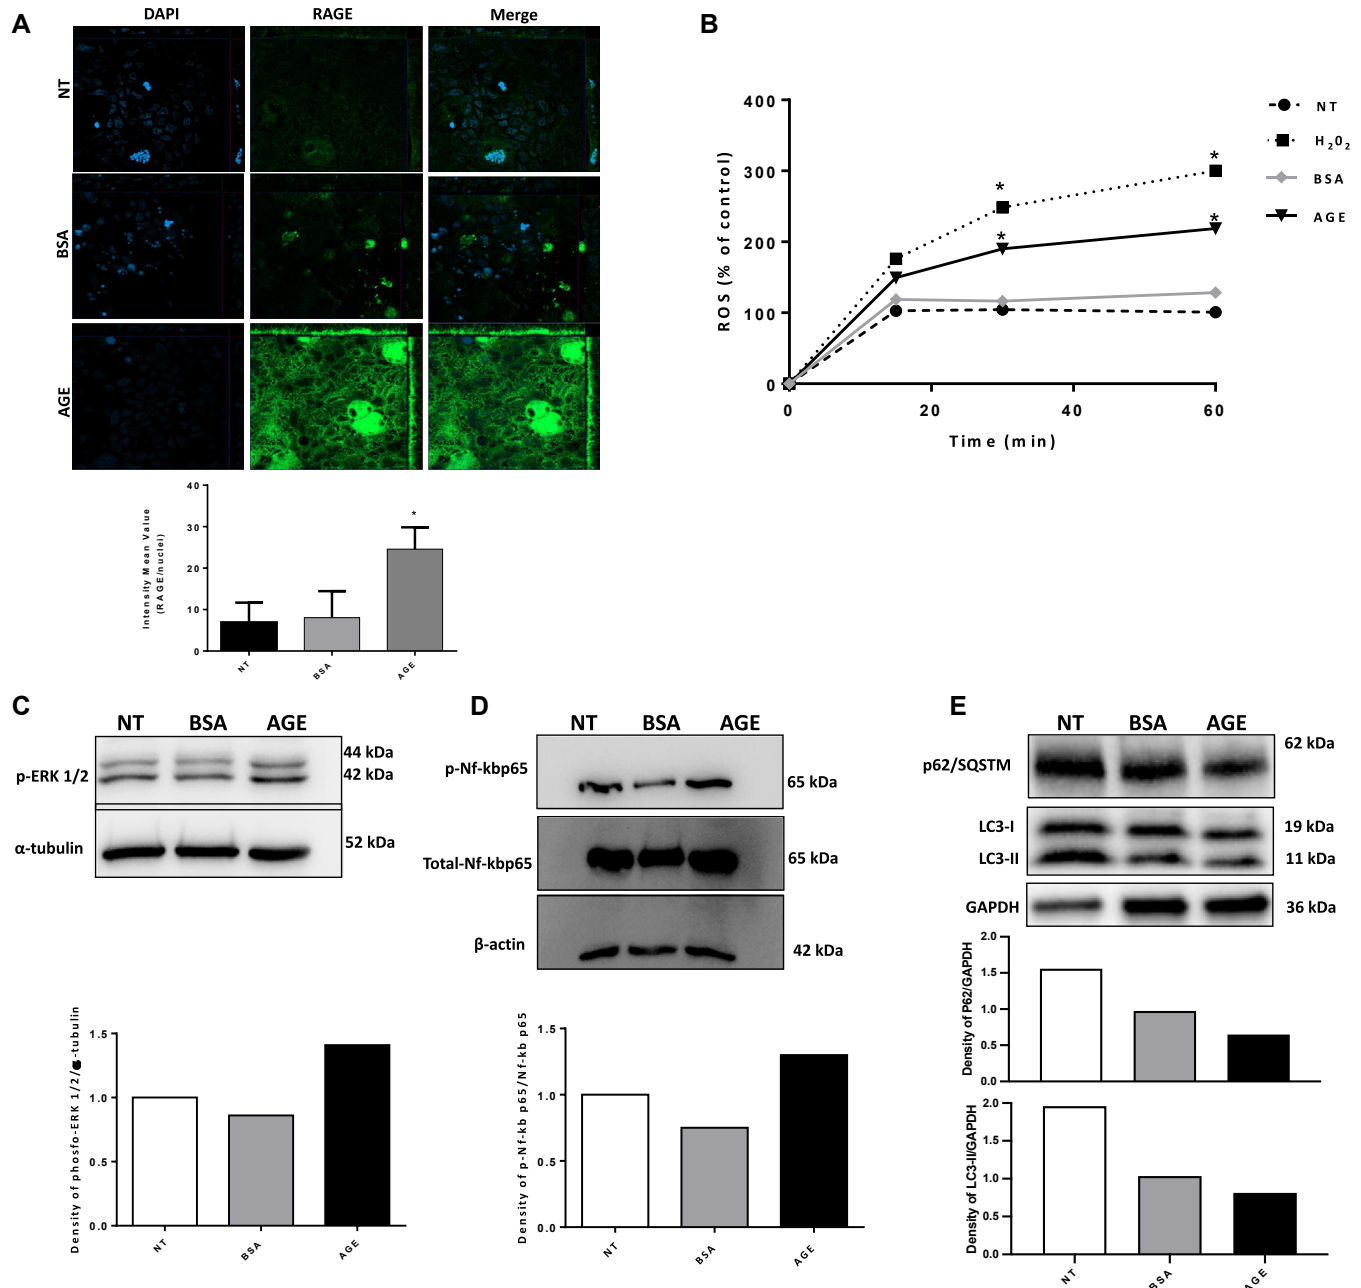 A
DAPI RAGE Merge
NT
BSA
AGE
Intensity Mean Value
(RAGE/nuclei)
40
30
20
10
0
NT BSA AGE
*
B
ROS (% of control)
400
300
200
100
0
0 20 40 60
Time (min)
* *
* *
NT
H₂0₂
BSA
AGE
C
NT BSA AGE
p-ERK 1/2
44 kDa
42 kDa
α-tubulin
52 kDa
Density of phosfo-ERK 1/2/α-tubulin
1.5
1.0
0.5
0.0
NT BSA AGE
D
NT BSA AGE
p-Nf-kbp65
65 kDa
Total-Nf-kbp65
65 kDa
β-actin
42 kDa
Density of p-Nf-kb p65/Nf-kb p65
1.5
1.0
0.5
0.0
NT BSA AGE
E
NT BSA AGE
p62/SQSTM
62 kDa
LC3-I
19 kDa
LC3-II
11 kDa
GAPDH
36 kDa
Density of P62/GAPDH
2.0
1.5
1.0
0.5
0.0
Density of LC3-II/GAPDH
2.0
1.5
1.0
0.5
0.0
NT BSA AGE